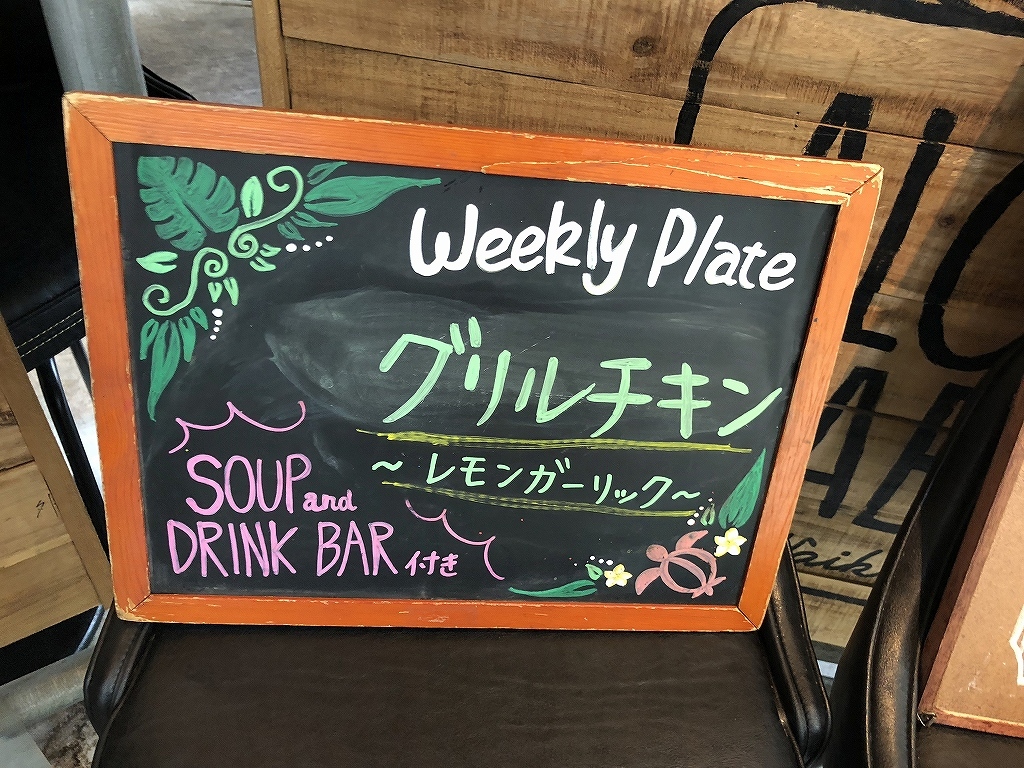 Weekly Plate
グリルチキン
～レモンガーリック～
SOUP and
DRINK BAR 付き